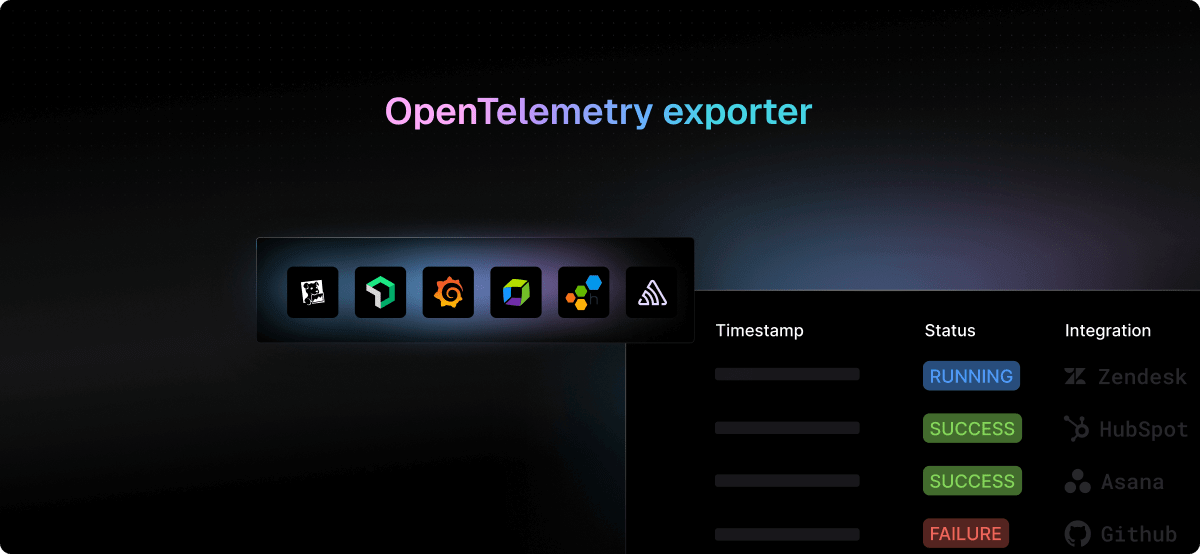 OpenTelemetry exporter
Timestamp Status Integration
RUNNING Zendesk
SUCCESS HubSpot
SUCCESS Asana
FAILURE Github